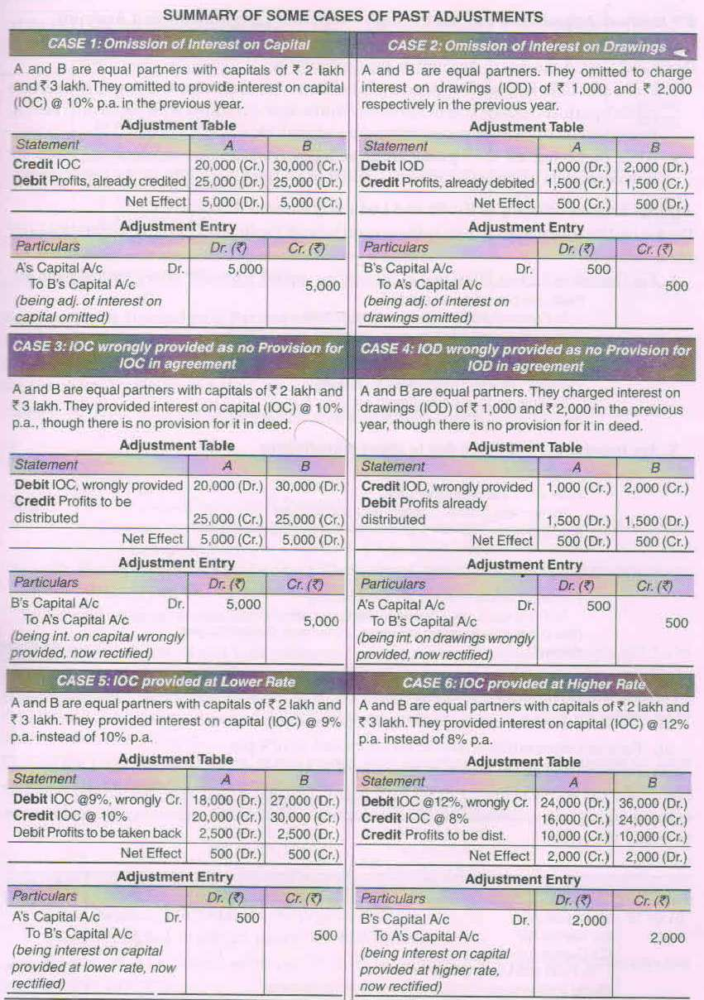 SUMMARY OF SOME CASES OF PAST ADJUSTMENTS
CASE 1: Omission of Interest on Capital
A and B are equal partners with capitals of ₹ 2 lakh
and ₹ 3 lakh. They omitted to provide interest on capital
(IOC) @ 10% p.a. in the previous year.
Adjustment Table
Statement A B
Credit IOC 20,000 (Cr.) 30,000 (Cr.)
Debit Profits, already credited 25,000 (Dr.) 25,000 (Dr.)
Net Effect 5,000 (Dr.) 5,000 (Cr.)
Adjustment Entry
Particulars Dr. (₹) Cr. (₹)
A's Capital A/c Dr. 5,000
To B's Capital A/c 5,000
(being adj. of interest on
capital omitted)
CASE 2: Omission of Interest on Drawings
A and B are equal partners. They omitted to charge
interest on drawings (IOD) of ₹ 1,000 and ₹ 2,000
respectively in the previous year.
Adjustment Table
Statement A B
Debit IOD 1,000 (Dr.) 2,000 (Dr.)
Credit Profits, already debited 1,500 (Cr.) 1,500 (Cr.)
Net Effect 500 (Cr.) 500 (Dr.)
Adjustment Entry
Particulars Dr. (₹) Cr. (₹)
B's Capital A/c Dr. 500
To A's Capital A/c 500
(being adj. of interest on
drawings omitted)
CASE 3: IOC wrongly provided as no Provision for
IOC in agreement
A and B are equal partners with capitals of ₹ 2 lakh and
₹ 3 lakh. They provided interest on capital (IOC) @ 10%
p.a., though there is no provision for it in deed.
Adjustment Table
Statement A B
Debit IOC, wrongly provided 20,000 (Dr.) 30,000 (Dr.)
Credit Profits to be
distributed 25,000 (Cr.) 25,000 (Cr.)
Net Effect 5,000 (Cr.) 5,000 (Dr.)
Adjustment Entry
Particulars Dr. (₹) Cr. (₹)
B's Capital A/c Dr. 5,000
To A's Capital A/c 5,000
(being int. on capital wrongly
provided, now rectified)
CASE 4: IOD wrongly provided as no Provision for
IOD in agreement
A and B are equal partners. They charged interest on
drawings (IOD) of ₹ 1,000 and ₹ 2,000 in the previous
year, though there is no provision for it in deed.
Adjustment Table
Statement A B
Credit IOD, wrongly provided 1,000 (Cr.) 2,000 (Cr.)
Debit Profits already
distributed 1,500 (Dr.) 1,500 (Dr.)
Net Effect 500 (Dr.) 500 (Cr.)
Adjustment Entry
Particulars Dr. (₹) Cr. (₹)
A's Capital A/c Dr. 500
To B's Capital A/c 500
(being int. on drawings wrongly
provided, now rectified)
CASE 5: IOC provided at Lower Rate
A and B are equal partners with capitals of ₹ 2 lakh and
₹ 3 lakh. They provided interest on capital (IOC) @ 9%
p.a. instead of 10% p.a.
Adjustment Table
Statement A B
Debit IOC @9%, wrongly Cr. 18,000 (Dr.) 27,000 (Dr.)
Credit IOC @ 10% 20,000 (Cr.) 30,000 (Cr.)
Debit Profits to be taken back 2,500 (Dr.) 2,500 (Dr.)
Net Effect 500 (Dr.) 500 (Cr.)
Adjustment Entry
Particulars Dr. (₹) Cr. (₹)
A's Capital A/c Dr. 500
To B's Capital A/c 500
(being interest on capital
provided at lower rate, now
rectified)
CASE 6: IOC provided at Higher Rate
A and B are equal partners with capitals of ₹ 2 lakh and
₹ 3 lakh. They provided interest on capital (IOC) @ 12%
p.a. instead of 8% p.a.
Adjustment Table
Statement A B
Debit IOC @12%, wrongly Cr. 24,000 (Dr.) 36,000 (Dr.)
Credit IOC @ 8% 16,000 (Cr.) 24,000 (Cr.)
Credit Profits to be dist. 10,000 (Cr.) 10,000 (Cr.)
Net Effect 2,000 (Cr.) 2,000 (Dr.)
Adjustment Entry
Particulars Dr. (₹) Cr. (₹)
B's Capital A/c Dr. 2,000
To A's Capital A/c 2,000
(being interest on capital
provided at higher rate,
now rectified)